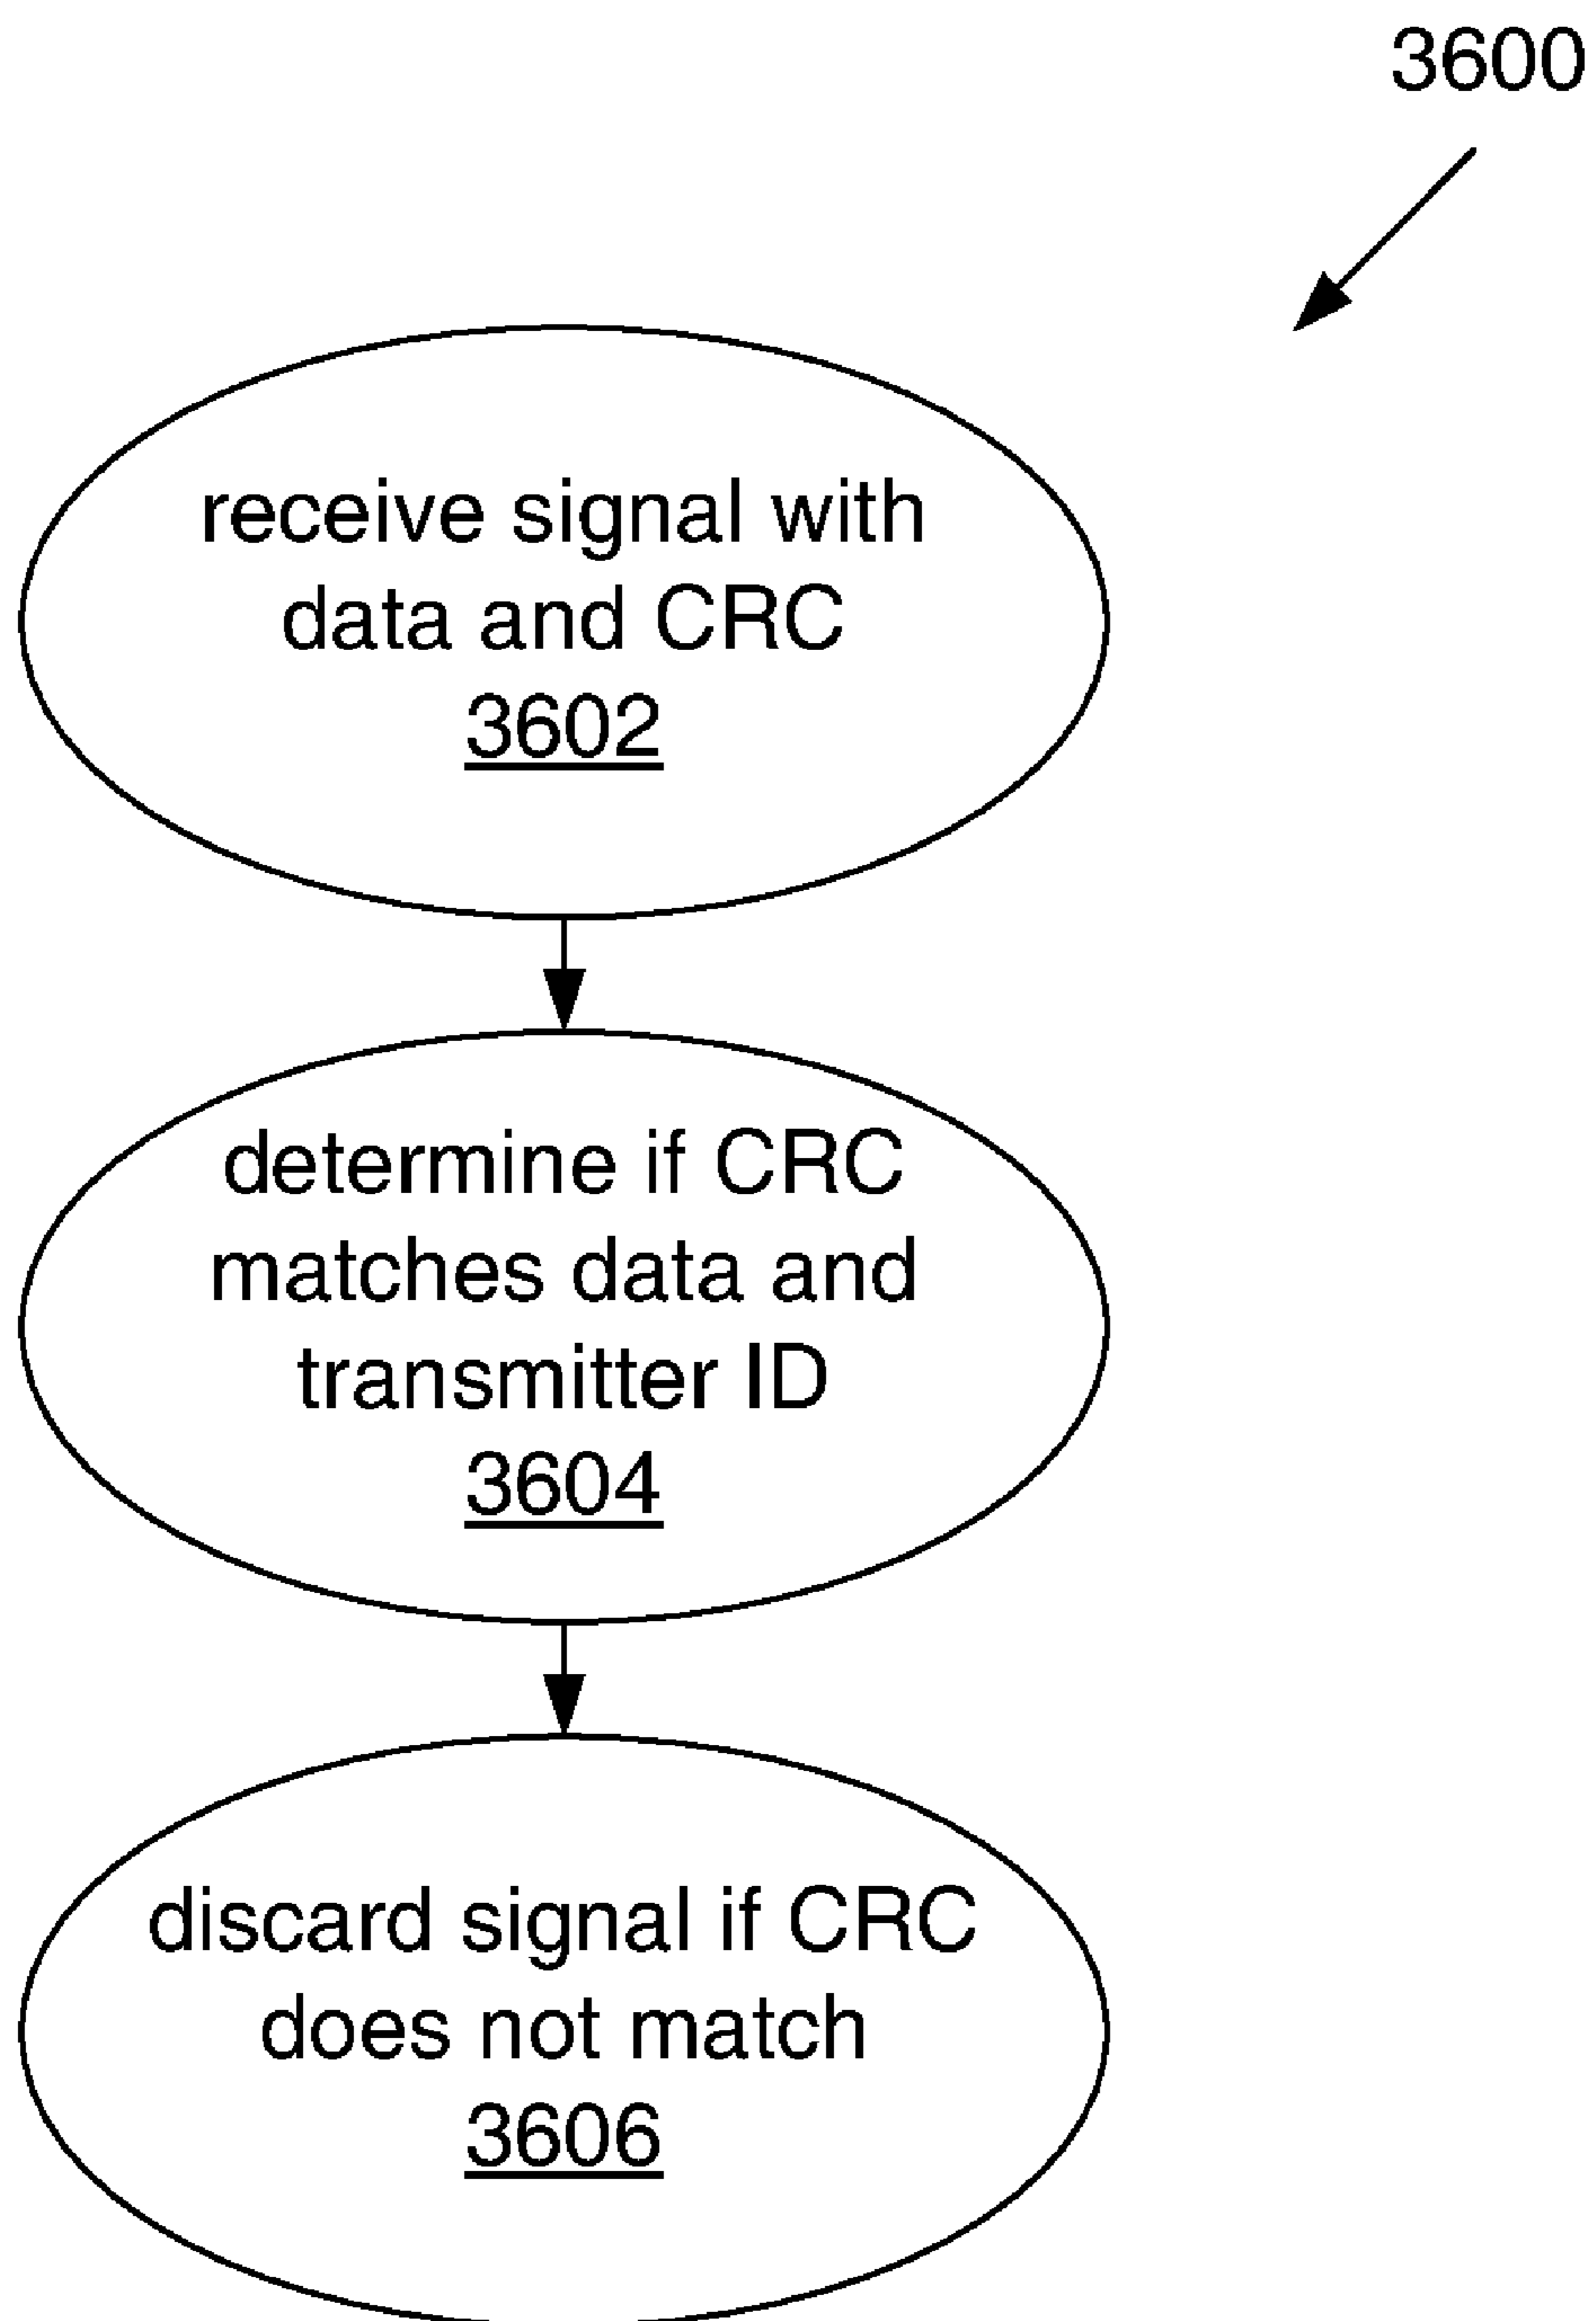 3600
receive signal with
data and CRC
3602
determine if CRC
matches data and
transmitter ID
3604
discard signal if CRC
does not match
3606